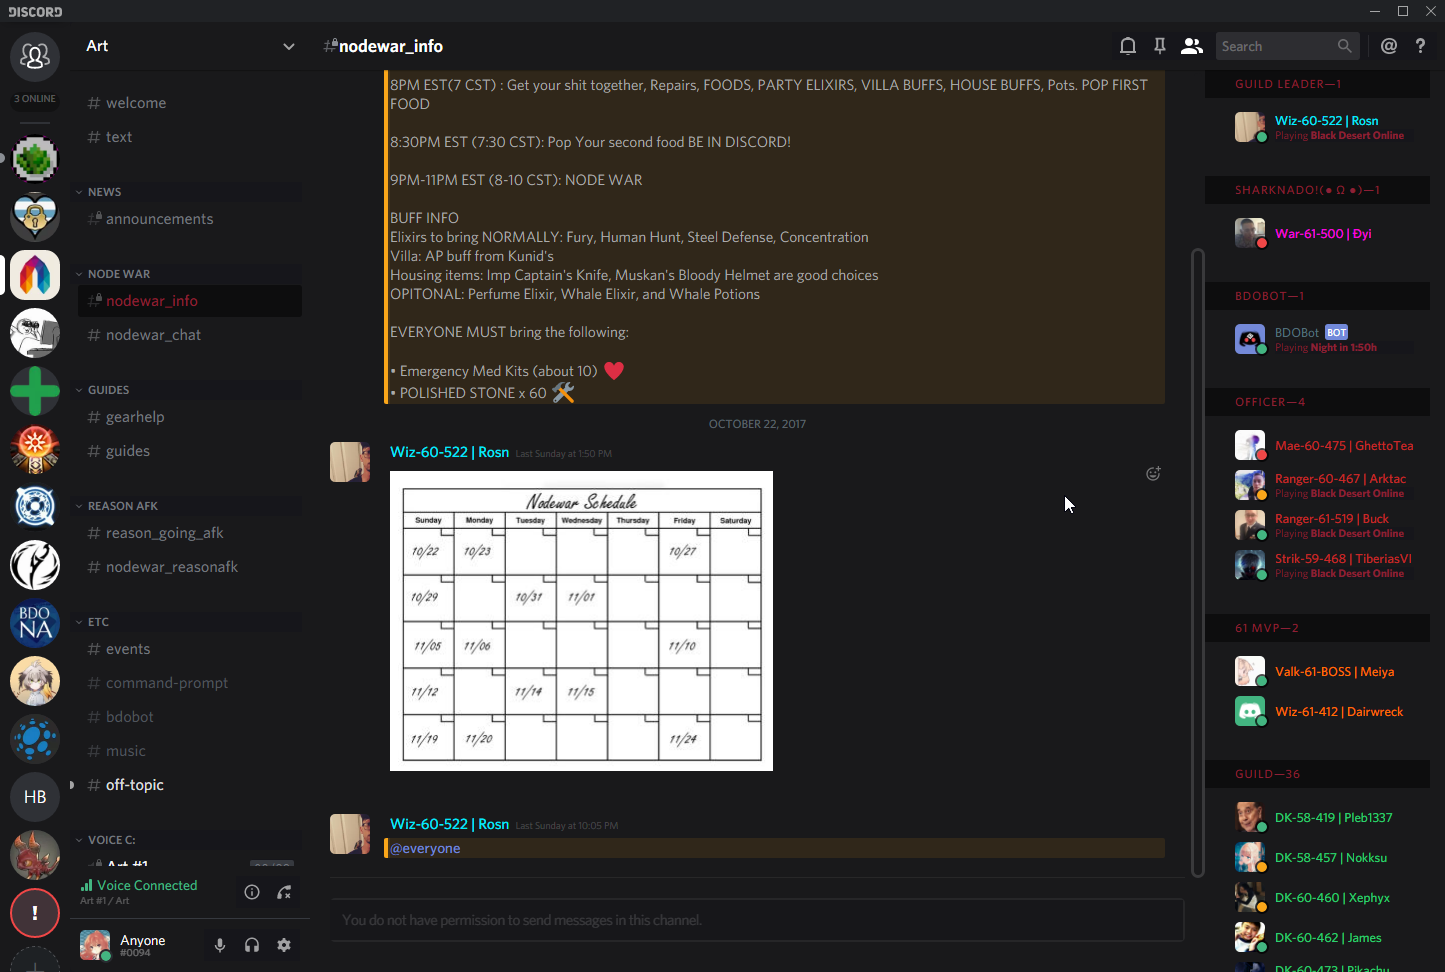 DISCORD
3 ONLINE
BDO
NA
HB
!
Art
# welcome
# text
NEWS
# announcements
NODE WAR
# nodewar_info
# nodewar_chat
GUIDES
# gearhelp
# guides
REASON AFK
# reason_going_afk
# nodewar_reasonafk
ETC
# events
# command-prompt
# bdobot
# music
# off-topic
VOICE C:
Art #1
Voice Connected
Art #1 / Art
Anyone
#0094
#nodewar_info
Search
@ ?
8PM EST(7 CST) : Get your shit together, Repairs, FOODS, PARTY ELIXIRS, VILLA BUFFS, HOUSE BUFFS, Pots. POP FIRST
FOOD
8:30PM EST (7:30 CST): Pop Your second food BE IN DISCORD!
9PM-11PM EST (8-10 CST): NODE WAR
BUFF INFO
Elixirs to bring NORMALLY: Fury, Human Hunt, Steel Defense, Concentration
Villa: AP buff from Kunid's
Housing items: Imp Captain's Knife, Muskan's Bloody Helmet are good choices
OPITONAL: Perfume Elixir, Whale Elixir, and Whale Potions
EVERYONE MUST bring the following:
• Emergency Med Kits (about 10) ❤️
• POLISHED STONE x 60 🛠️
OCTOBER 22, 2017
Wiz-60-522 | Rosn Last Sunday at 1:50 PM
Nodewar Schedule
Sunday Monday Tuesday Wednesday Thursday Friday Saturday
10/22 10/23 10/27
10/29 10/31 11/01
11/05 11/06 11/10
11/12 11/14 11/15
11/19 11/20 11/24
Wiz-60-522 | Rosn Last Sunday at 10:05 PM
@everyone
You do not have permission to send messages in this channel.
GUILD LEADER—1
Wiz-60-522 | Rosn
Playing Black Desert Online
SHARKNADO!(● Ω ●)—1
War-61-500 | Đyi
BDOBOT—1
BDOBot BOT
Playing Night in 1:50h
OFFICER—4
Mae-60-475 | GhettoTea
Ranger-60-467 | Arktac
Playing Black Desert Online
Ranger-61-519 | Buck
Playing Black Desert Online
Strik-59-468 | TiberiasVI
Playing Black Desert Online
61 MVP—2
Valk-61-BOSS | Meiya
Wiz-61-412 | Dairwreck
GUILD—36
DK-58-419 | Pleb1337
DK-58-457 | Nokksu
DK-60-460 | Xephyx
DK-60-462 | James
DK-60-473 | Pikachu